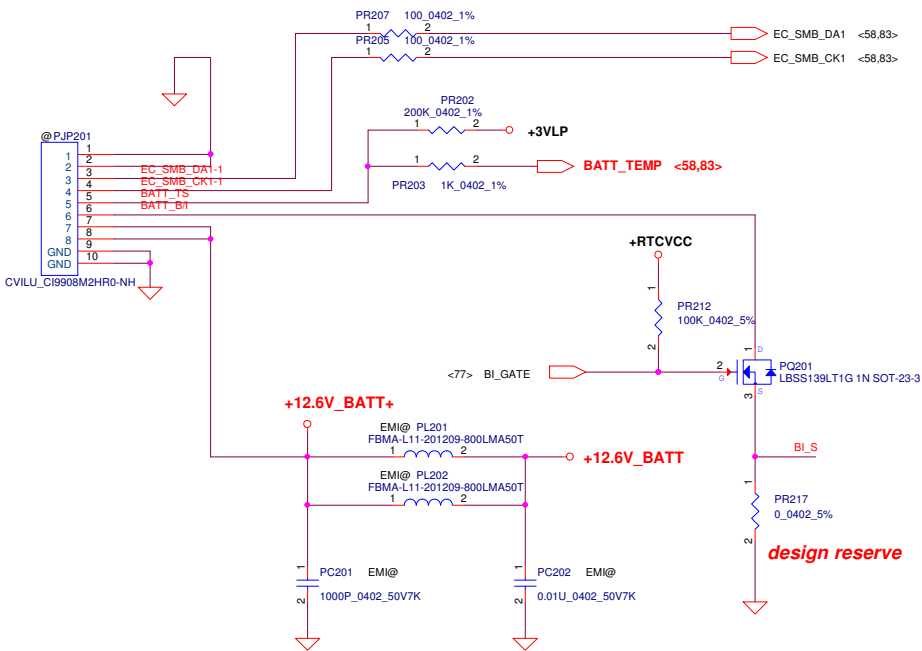 PR207 100_0402_1%
1 2
EC_SMB_DA1 <58,83>
PR205 100_0402_1%
1 2
EC_SMB_CK1 <58,83>
PR202
200K_0402_1%
1 2
+3VLP
1 2
BATT_TEMP <58,83>
PR203 1K_0402_1%
@ PJP201
1 1
2 2
3 3 EC_SMB_DA1-1
4 4 EC_SMB_CK1-1
5 5 BATT_TS
6 6 BATT_B/I
7 7
8 8
GND 9
GND 10
CVILU_CI9908M2HR0-NH
+RTCVCC
1
PR212
100K_0402_5%
2
<77> BI_GATE
1 D
2 G
3 S
PQ201
LBSS139LT1G 1N SOT-23-3
BI_S
1
PR217
0_0402_5%
2
design reserve
+12.6V_BATT+
EMI@ PL201
FBMA-L11-201209-800LMA50T
1 2
+12.6V_BATT
EMI@ PL202
FBMA-L11-201209-800LMA50T
1 2
1
PC201 EMI@
1000P_0402_50V7K
2
1
PC202 EMI@
0.01U_0402_50V7K
2